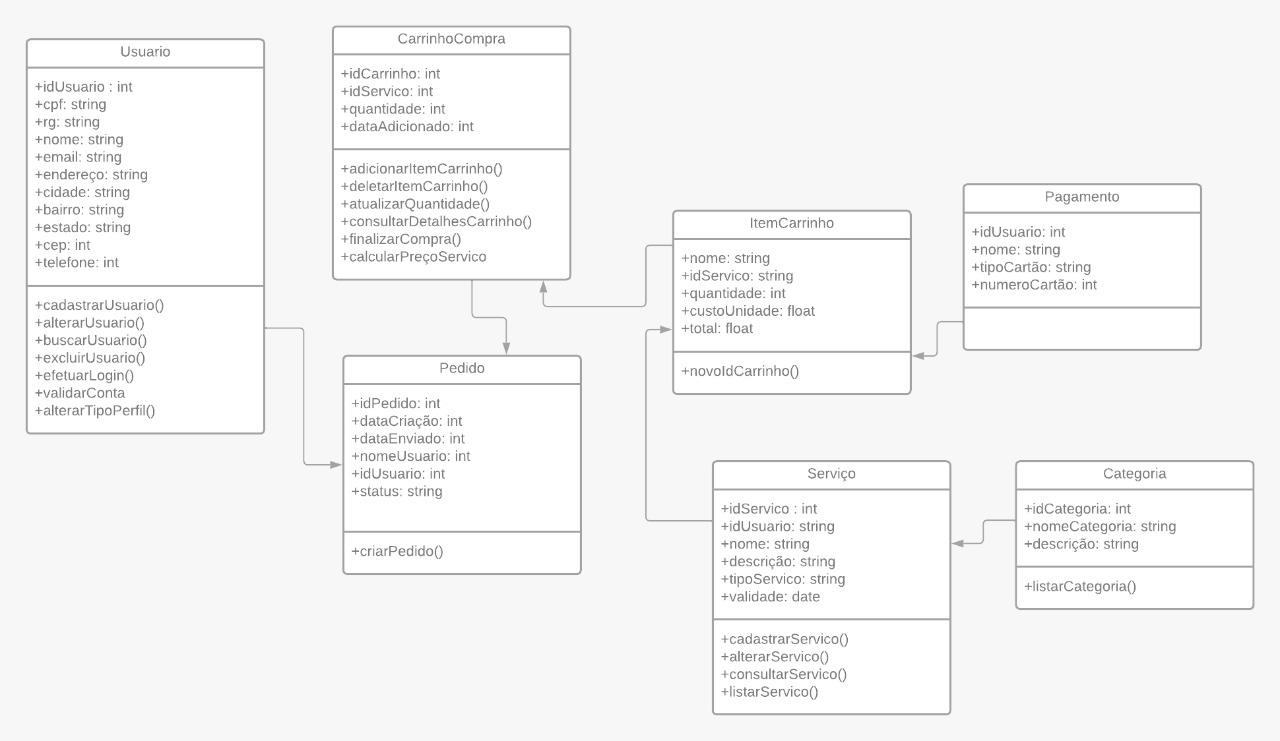 Usuario
+idUsuario : int
+cpf: string
+rg: string
+nome: string
+email: string
+endereço: string
+cidade: string
+bairro: string
+estado: string
+cep: int
+telefone: int
+cadastrarUsuario()
+alterarUsuario()
+buscarUsuario()
+excluirUsuario()
+efetuarLogin()
+validarConta
+alterarTipoPerfil()
CarrinhoCompra
+idCarrinho: int
+idServico: int
+quantidade: int
+dataAdicionado: int
+adicionarItemCarrinho()
+deletarItemCarrinho()
+atualizarQuantidade()
+consultarDetalhesCarrinho()
+finalizarCompra()
+calcularPreçoServico
Pedido
+idPedido: int
+dataCriação: int
+dataEnviado: int
+nomeUsuario: int
+idUsuario: int
+status: string
+criarPedido()
ItemCarrinho
+nome: string
+idServico: string
+quantidade: int
+custoUnidade: float
+total: float
+novoIdCarrinho()
Pagamento
+idUsuario: int
+nome: string
+tipoCartão: string
+numeroCartão: int
Serviço
+idServico : int
+idUsuario: string
+nome: string
+descrição: string
+tipoServico: string
+validade: date
+cadastrarServico()
+alterarServico()
+consultarServico()
+listarServico()
Categoria
+idCategoria: int
+nomeCategoria: string
+descrição: string
+listarCategoria()